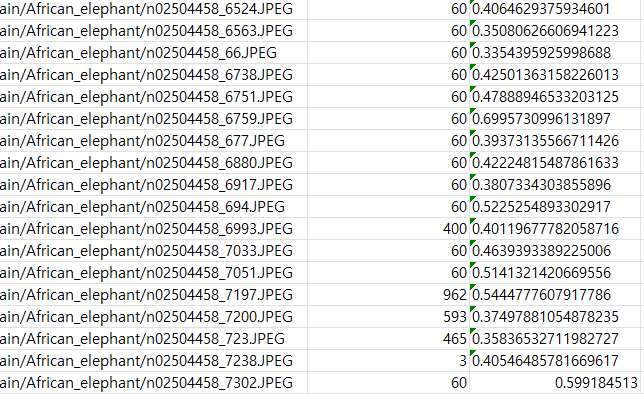 ain/African_elephant/n02504458_6524.JPEG 60 0.4064629375934601
ain/African_elephant/n02504458_6563.JPEG 60 0.35080626606941223
ain/African_elephant/n02504458_66.JPEG 60 0.3354395925998688
ain/African_elephant/n02504458_6738.JPEG 60 0.42501363158226013
ain/African_elephant/n02504458_6751.JPEG 60 0.47888946533203125
ain/African_elephant/n02504458_6759.JPEG 60 0.6995730996131897
ain/African_elephant/n02504458_677.JPEG 60 0.39373135566711426
ain/African_elephant/n02504458_6880.JPEG 60 0.42224815487861633
ain/African_elephant/n02504458_6917.JPEG 60 0.3807334303855896
ain/African_elephant/n02504458_694.JPEG 60 0.5225254893302917
ain/African_elephant/n02504458_6993.JPEG 400 0.40119677782058716
ain/African_elephant/n02504458_7033.JPEG 60 0.4639393389225006
ain/African_elephant/n02504458_7051.JPEG 60 0.5141321420669556
ain/African_elephant/n02504458_7197.JPEG 962 0.5444777607917786
ain/African_elephant/n02504458_7200.JPEG 593 0.37497881054878235
ain/African_elephant/n02504458_723.JPEG 465 0.35836532711982727
ain/African_elephant/n02504458_7238.JPEG 3 0.40546485781669617
ain/African_elephant/n02504458_7302.JPEG 60 0.599184513